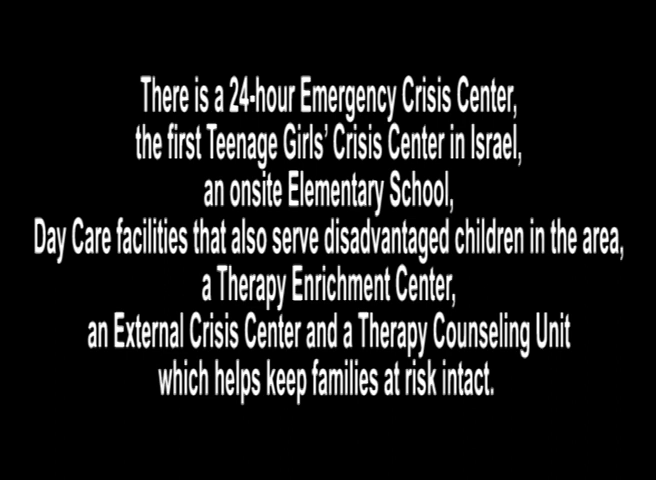 There is a 24-hour Emergency Crisis Center,
the first Teenage Girls’ Crisis Center in Israel,
an onsite Elementary School,
Day Care facilities that also serve disadvantaged children in the area,
a Therapy Enrichment Center,
an External Crisis Center and a Therapy Counseling Unit
which helps keep families at risk intact.